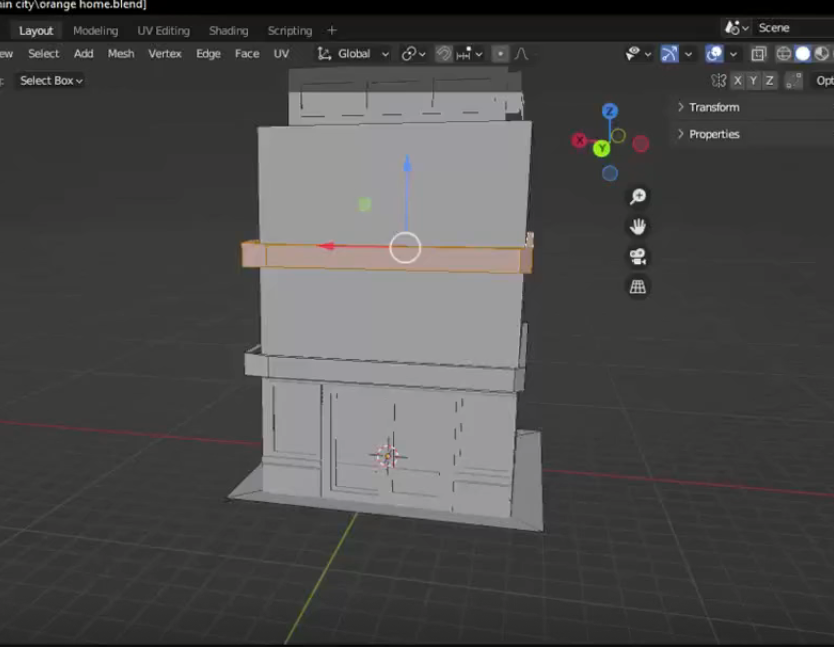 nin city\orange home.blend]
Layout Modeling UV Editing Shading Scripting + Scene
ew Select Add Mesh Vertex Edge Face UV Global
Select Box X Y Z Opt
Z
X
Y
Transform
Properties